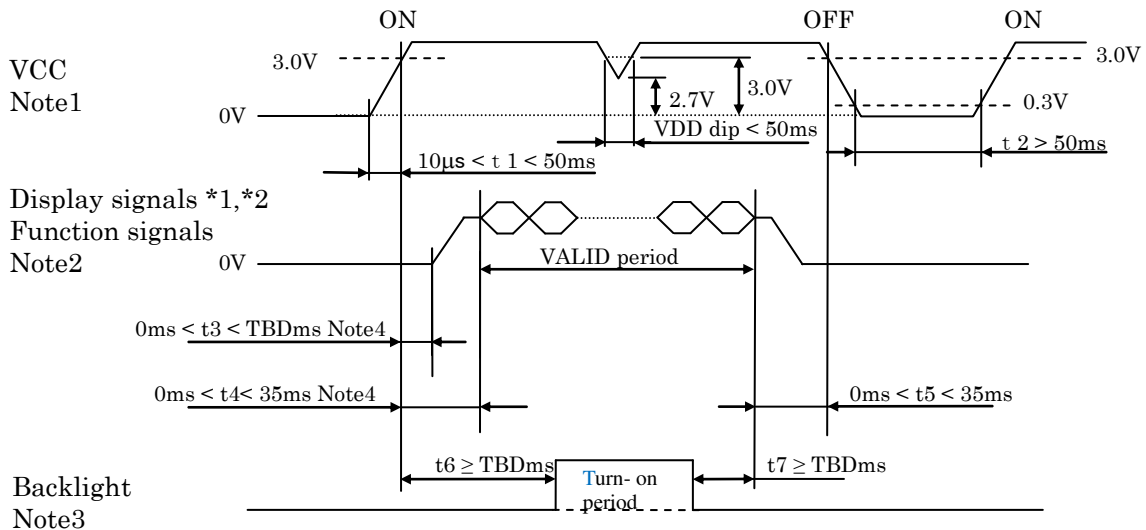 ON OFF ON
VCC
Note1
3.0V
3.0V
2.7V
3.0V
0.3V
0V
VDD dip < 50ms
10µs < t 1 < 50ms
t 2 > 50ms
Display signals *1,*2
Function signals
Note2
0V
VALID period
0ms < t3 < TBDms Note4
0ms < t4< 35ms Note4
0ms < t5 < 35ms
t6 ≥ TBDms
Turn- on
period
t7 ≥ TBDms
Backlight
Note3